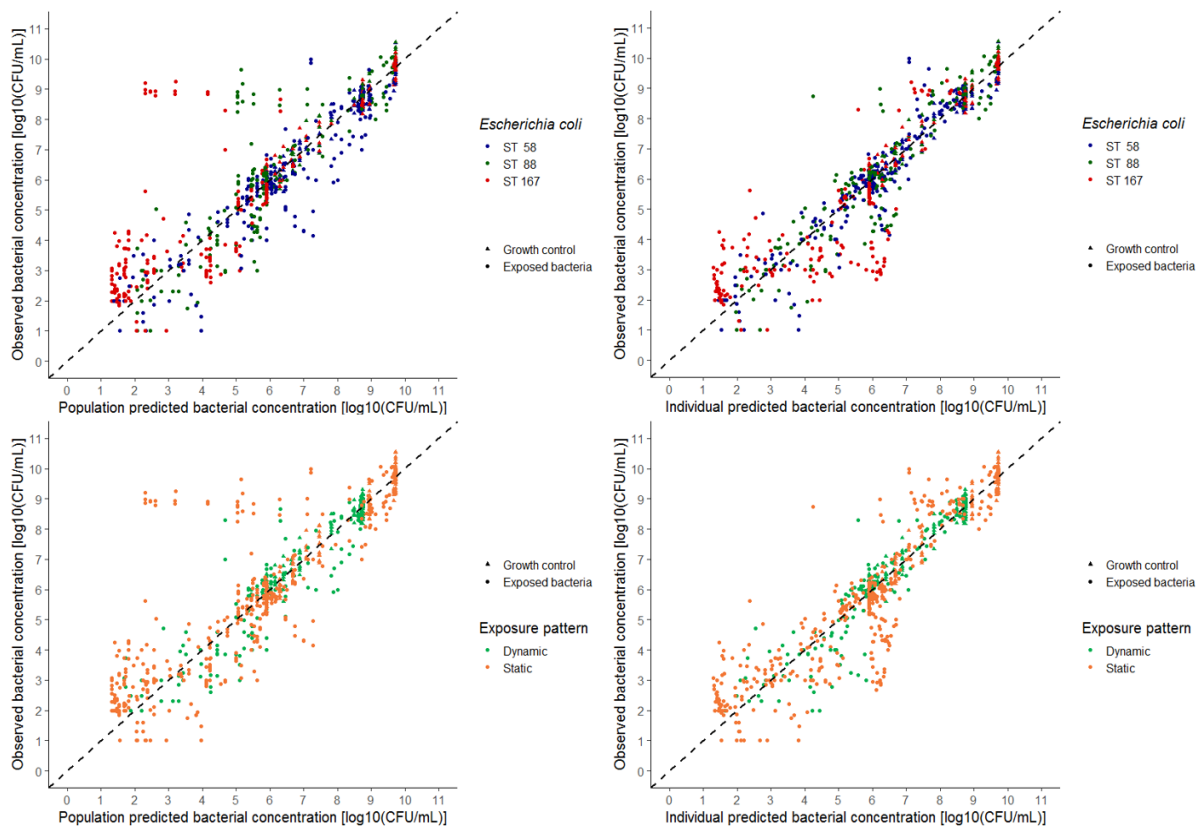 11
10
9
8
7
6
5
4
3
2
1
0
Observed bacterial concentration [log10(CFU/mL)]
0 1 2 3 4 5 6 7 8 9 10 11
Population predicted bacterial concentration [log10(CFU/mL)]
Escherichia coli
ST 58
ST 88
ST 167
Growth control
Exposed bacteria
11
10
9
8
7
6
5
4
3
2
1
0
Observed bacterial concentration [log10(CFU/mL)]
0 1 2 3 4 5 6 7 8 9 10 11
Individual predicted bacterial concentration [log10(CFU/mL)]
Escherichia coli
ST 58
ST 88
ST 167
Growth control
Exposed bacteria
11
10
9
8
7
6
5
4
3
2
1
0
Observed bacterial concentration [log10(CFU/mL)]
0 1 2 3 4 5 6 7 8 9 10 11
Population predicted bacterial concentration [log10(CFU/mL)]
Growth control
Exposed bacteria
Exposure pattern
Dynamic
Static
11
10
9
8
7
6
5
4
3
2
1
0
Observed bacterial concentration [log10(CFU/mL)]
0 1 2 3 4 5 6 7 8 9 10 11
Individual predicted bacterial concentration [log10(CFU/mL)]
Growth control
Exposed bacteria
Exposure pattern
Dynamic
Static